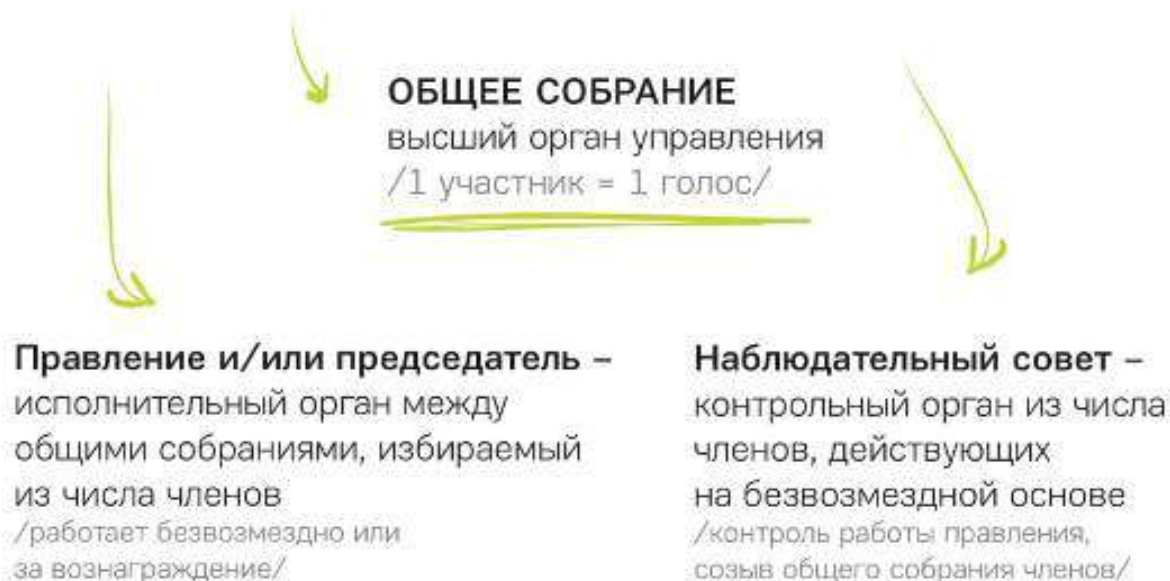 ОБЩЕЕ СОБРАНИЕ
высший орган управления
/1 участник = 1 голос/
Правление и/или председатель –
исполнительный орган между
общими собраниями, избираемый
из числа членов
/работает безвозмездно или
за вознаграждение/
Наблюдательный совет –
контрольный орган из числа
членов, действующих
на безвозмездной основе
/контроль работы правления,
созыв общего собрания членов/